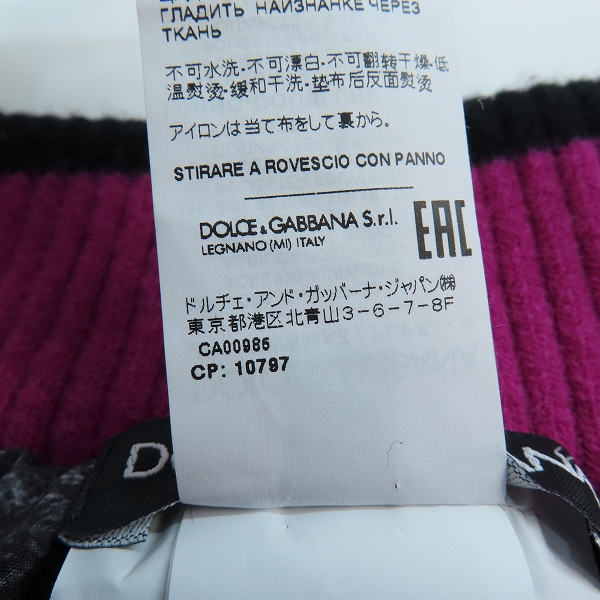 ГЛАДИТЬ НАИЗНАНКЕ ЧЕРЕЗ
ТКАНЬ
不可水洗·不可漂白·不可翻转干燥·低
温熨烫·缓和干洗·垫布后反面熨烫
アイロンは当て布をして裏から。
STIRARE A ROVESCIO CON PANNO
DOLCE & GABBANA S.r.l.
LEGNANO (MI) ITALY
EAC
ドルチェ・アンド・ガッバーナ・ジャパン㈱
東京都港区北青山3-6-7-8F
CA00986
CP: 10797